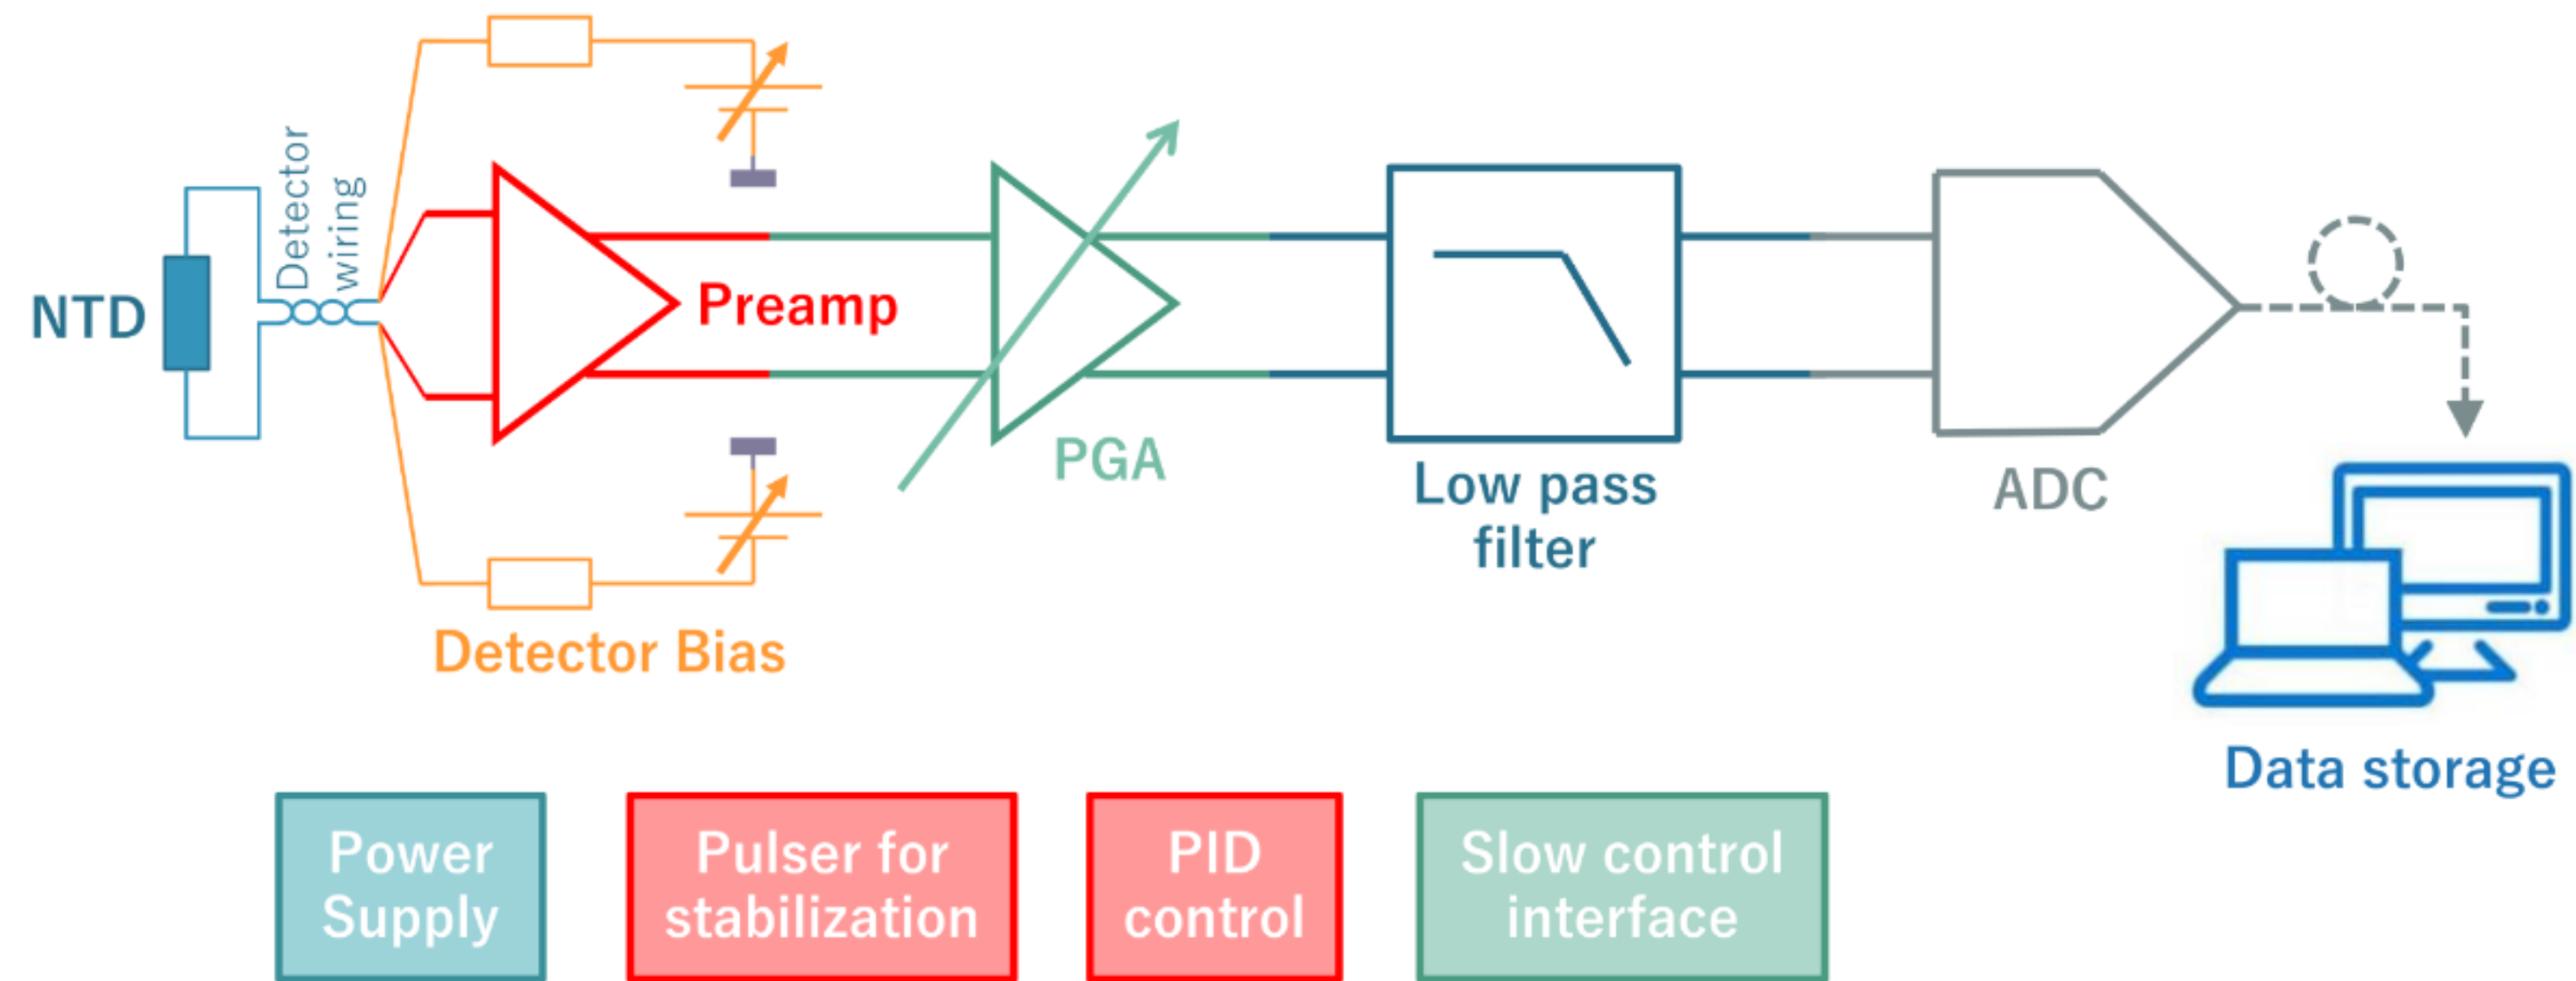 NTD
Detector
wiring
Preamp
PGA
Low pass
filter
ADC
Detector Bias
Data storage
Power
Supply
Pulser for
stabilization
PID
control
Slow control
interface